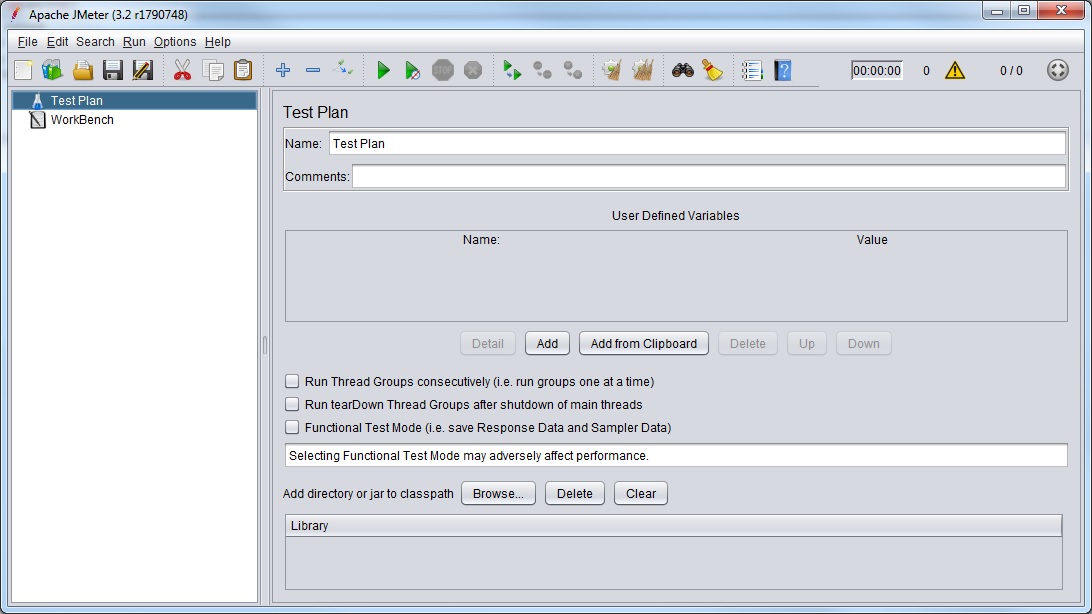 Apache JMeter (3.2 r1790748)
File Edit Search Run Options Help
STOP 00:00:00 0 0 / 0
Test Plan
WorkBench
Test Plan
Name: Test Plan
Comments:
User Defined Variables
Name: Value
Detail Add Add from Clipboard Delete Up Down
Run Thread Groups consecutively (i.e. run groups one at a time)
Run tearDown Thread Groups after shutdown of main threads
Functional Test Mode (i.e. save Response Data and Sampler Data)
Selecting Functional Test Mode may adversely affect performance.
Add directory or jar to classpath Browse... Delete Clear
Library